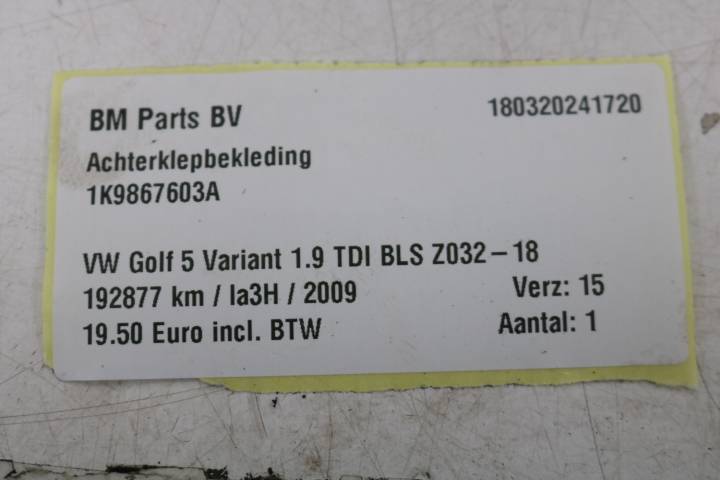 BM Parts BV 180320241720
Achterklepbekleding
1K9867603A
VW Golf 5 Variant 1.9 TDI BLS Z032-18
192877 km / la3H / 2009 Verz: 15
19.50 Euro incl. BTW Aantal: 1